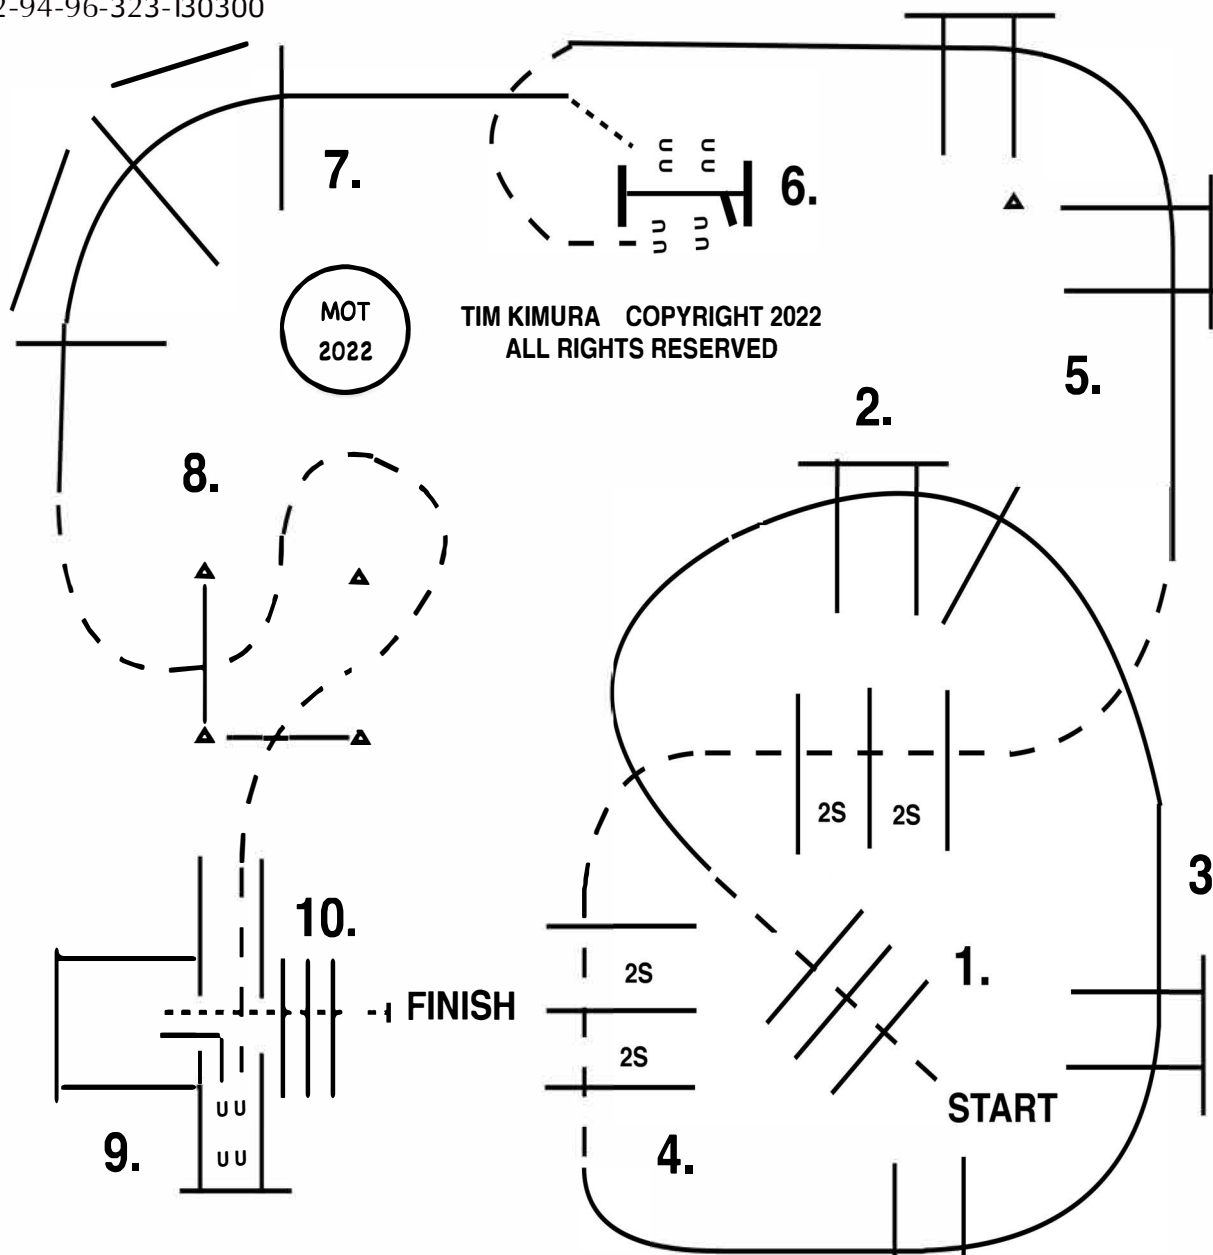 2-94-96-323-130300
7.
6.
MOT
2022
TIM KIMURA COPYRIGHT 2022
ALL RIGHTS RESERVED
5.
2.
8.
2S 2S
3
10.
1.
2S
FINISH
2S
START
U U
9.
4.
U U